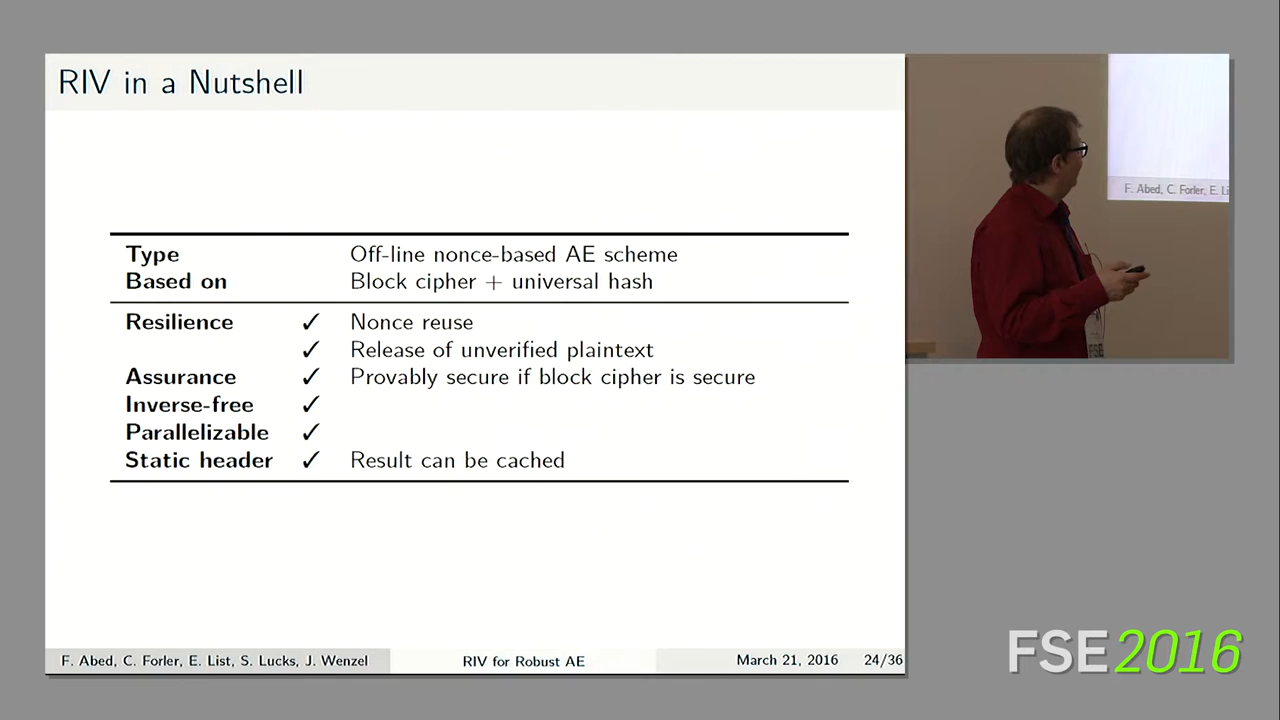 RIV in a Nutshell
Type Off-line nonce-based AE scheme
Based on Block cipher + universal hash
Resilience ✓ Nonce reuse
✓ Release of unverified plaintext
Assurance ✓ Provably secure if block cipher is secure
Inverse-free ✓
Parallelizable ✓
Static header ✓ Result can be cached
F. Abed, C. Forler, E. List, S. Lucks, J. Wenzel RIV for Robust AE March 21, 2016 24/36
F. Abed, C. Forler, E. Li
FSE
FSE2016